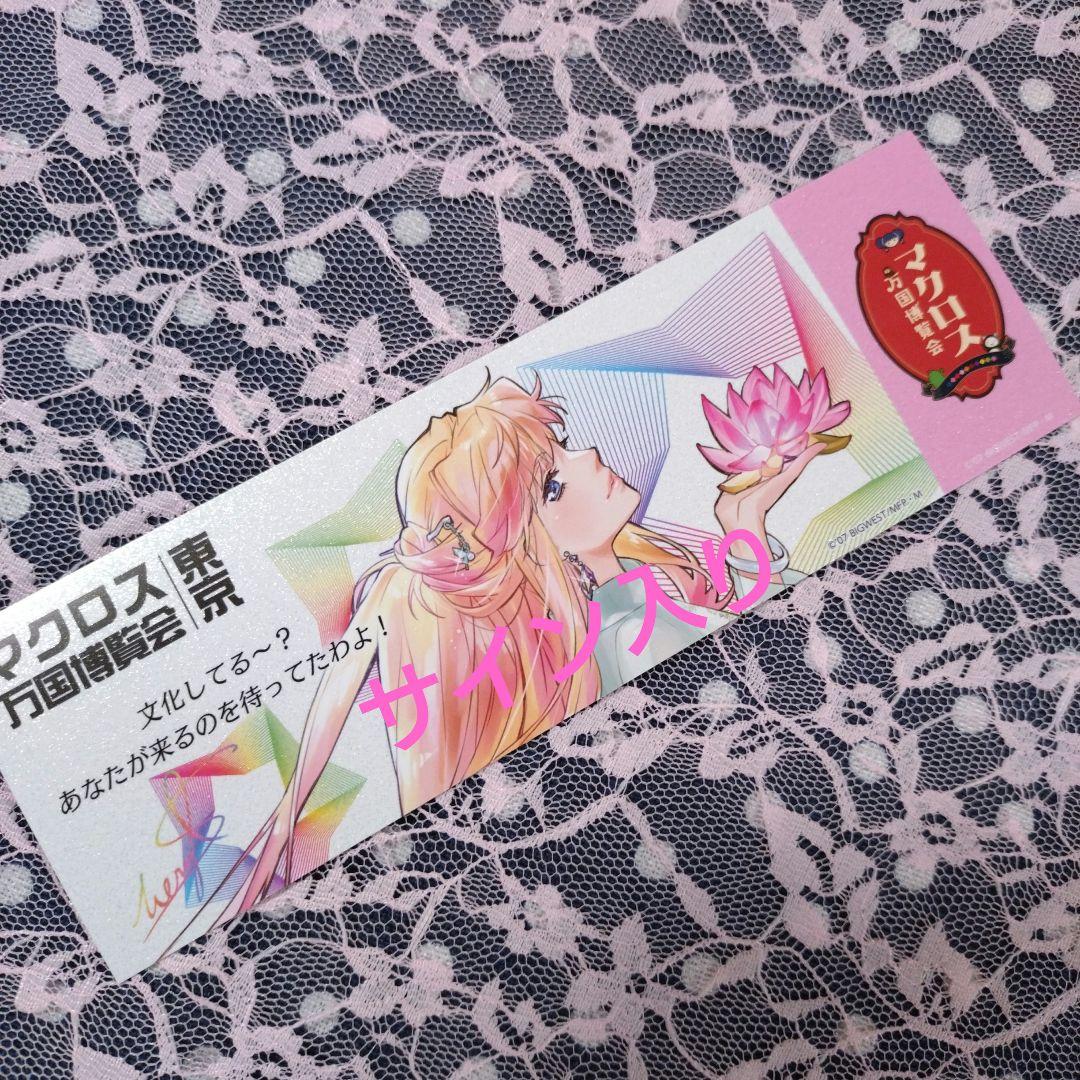 マクロス
万国博覧会
東京
文化してる〜？
あなたが来るのを待ってたわよ！
サイン入り
©'07 BIGWEST/MFP・M
マクロス
万国博覧会